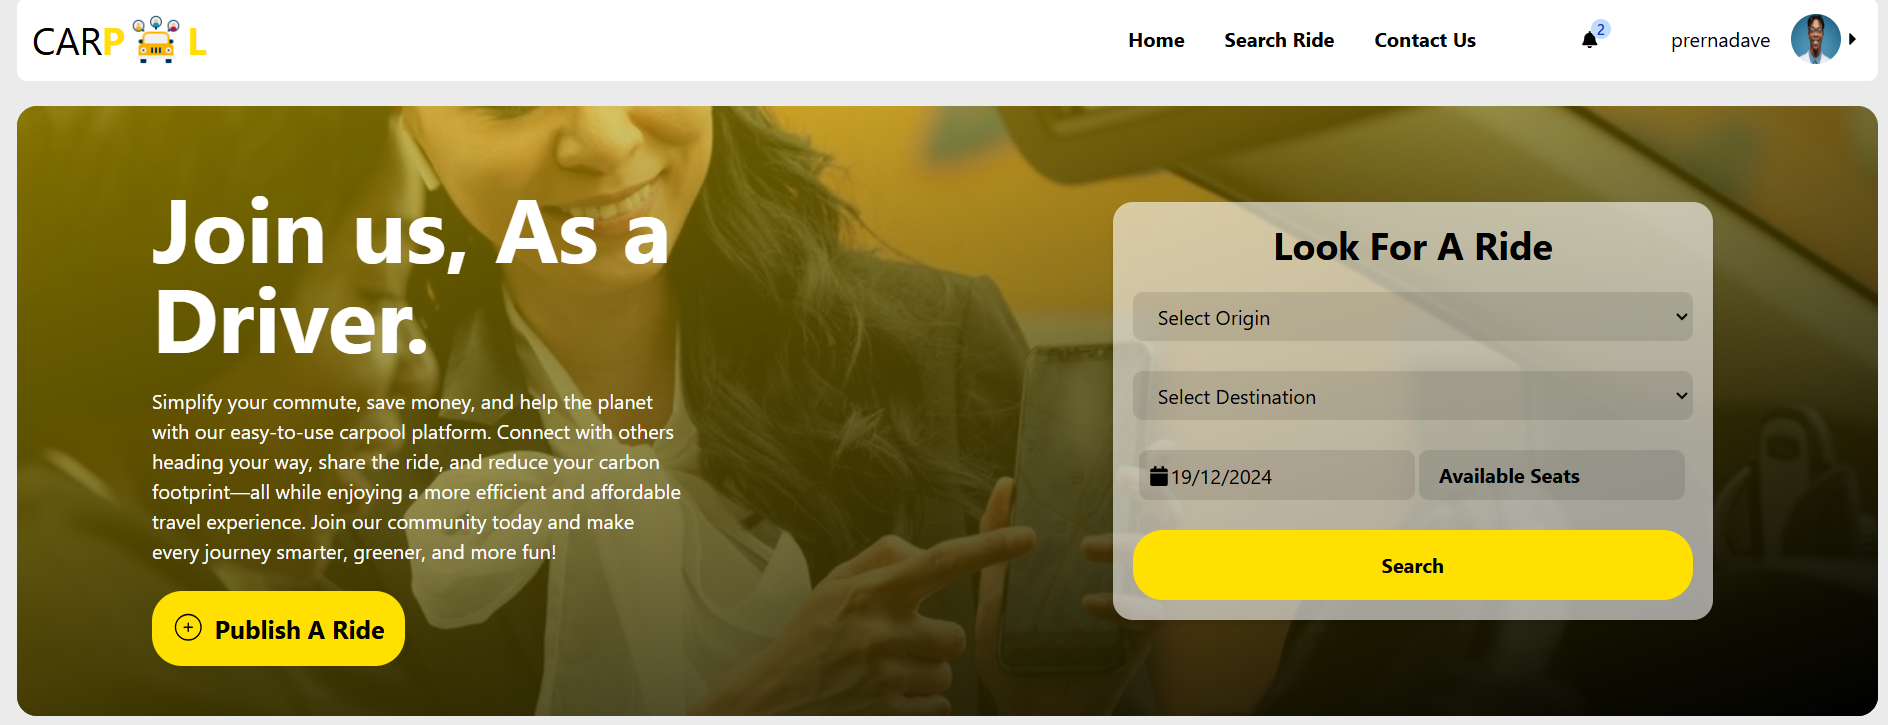 CARP L
Home Search Ride Contact Us 2 prernadave
Join us, As a
Driver.
Simplify your commute, save money, and help the planet
with our easy-to-use carpool platform. Connect with others
heading your way, share the ride, and reduce your carbon
footprint—all while enjoying a more efficient and affordable
travel experience. Join our community today and make
every journey smarter, greener, and more fun!
Publish A Ride
Look For A Ride
Select Origin
Select Destination
19/12/2024 Available Seats
Search